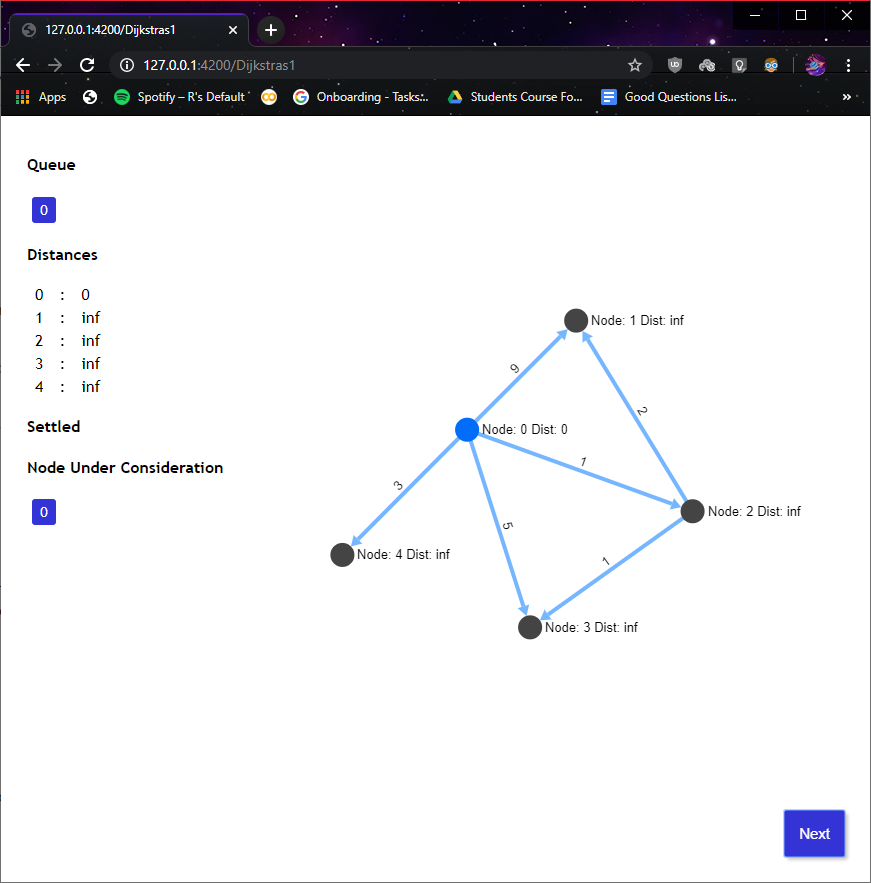 127.0.0.1:4200/Dijkstras1
127.0.0.1:4200/Dijkstras1
Apps
Spotify – R's Default
Onboarding - Tasks:...
Students Course Fo...
Good Questions Lis...
»
Queue
0
Distances
0 : 0
1 : inf
2 : inf
3 : inf
4 : inf
Settled
Node Under Consideration
0
Node: 1 Dist: inf
9
2
Node: 0 Dist: 0
1
3
Node: 2 Dist: inf
5
Node: 4 Dist: inf
1
Node: 3 Dist: inf
Next